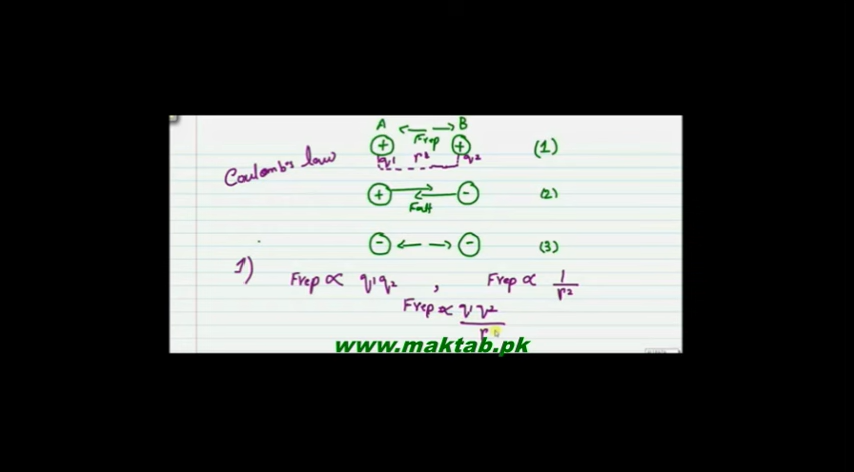 A B
Frep
+ + (1)
q1 r² q2
Coulomb's law
+ - (2)
Fatt
- - (3)
1) Frep ∝ q1q2 , Frep ∝ 1/r²
Frep ∝ q1q2
r
www.maktab.pk